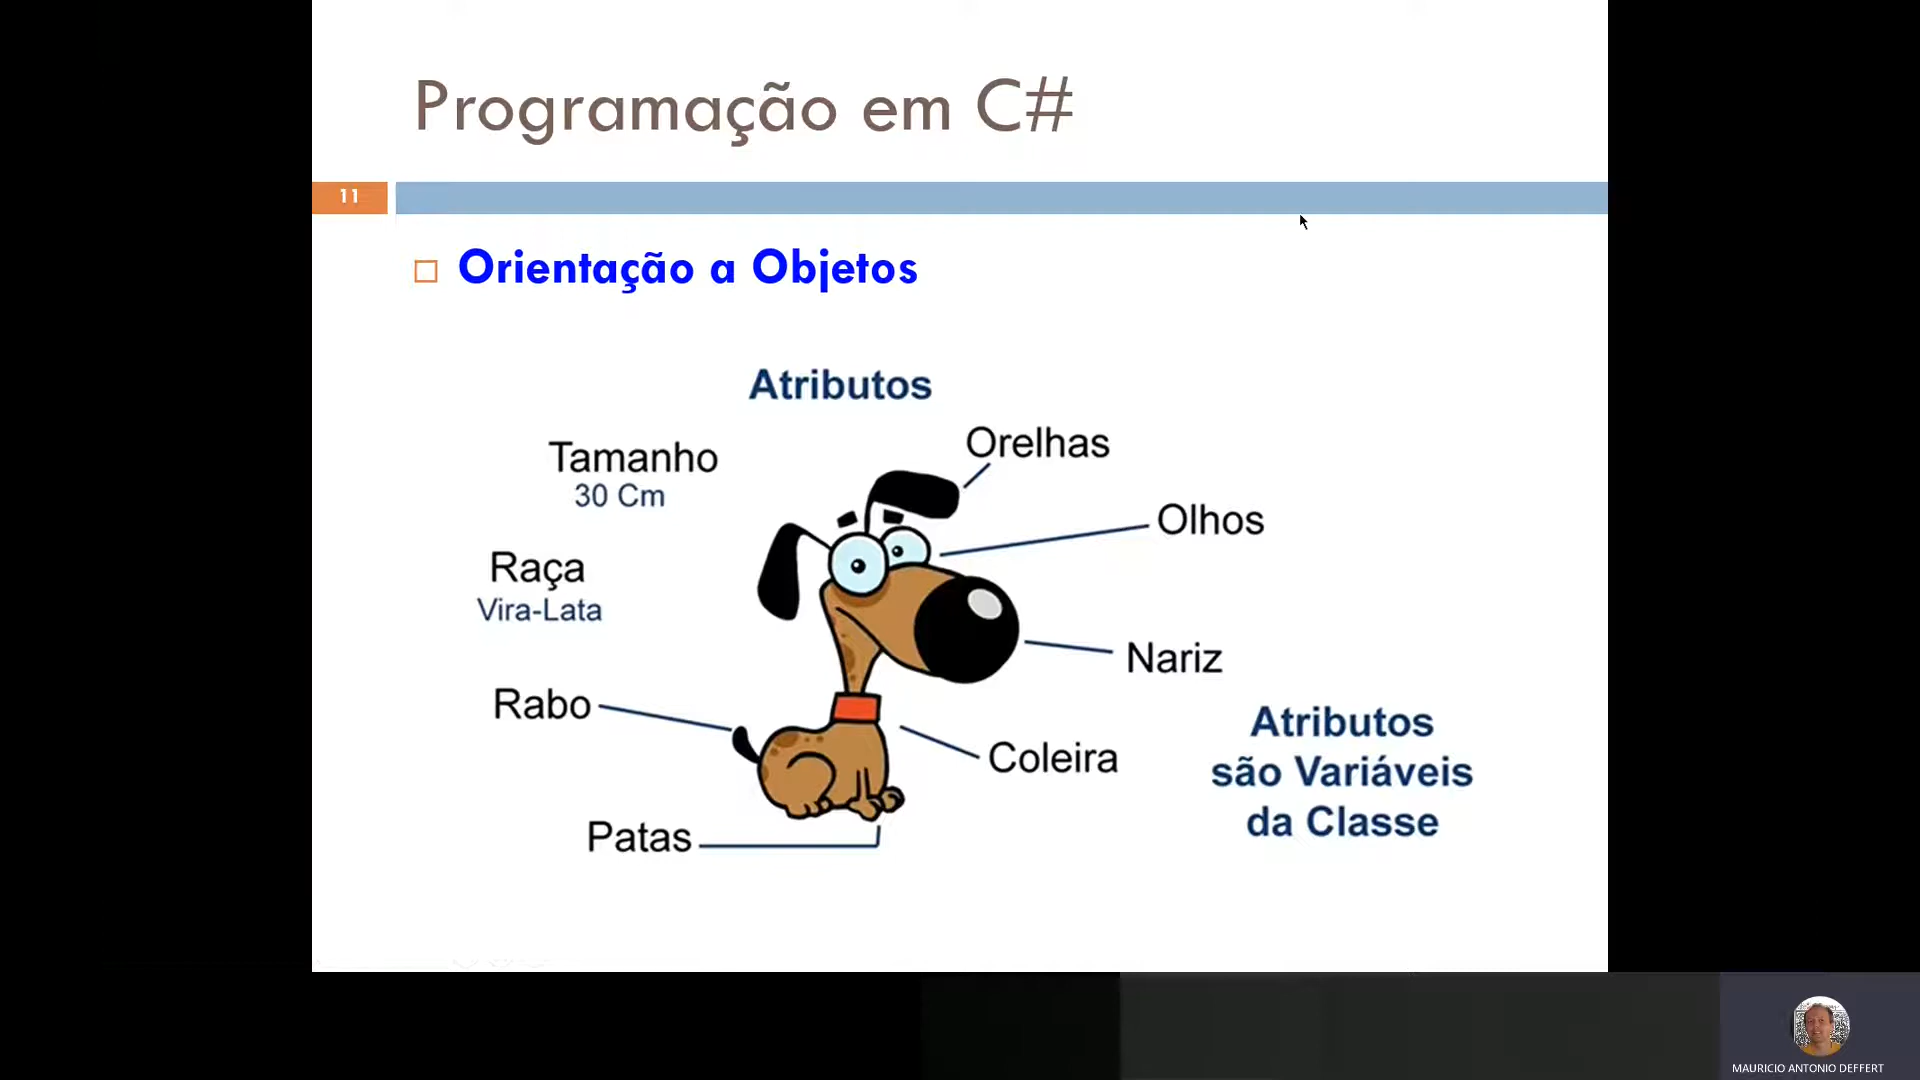 Programação em C#
11
Orientação a Objetos
Atributos
Tamanho
30 Cm
Orelhas
Olhos
Raça
Vira-Lata
Nariz
Rabo
Coleira
Atributos
são Variáveis
da Classe
Patas
MAURICIO ANTONIO DEFFERT